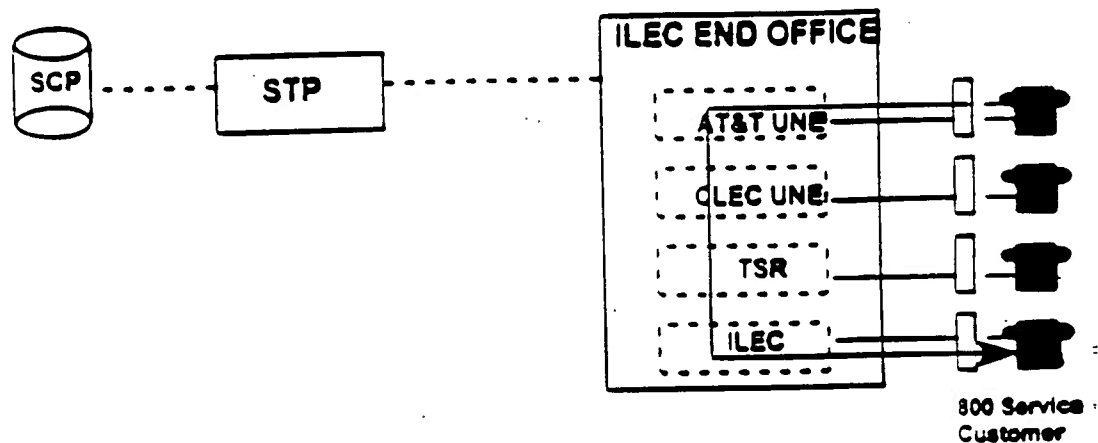 ILEC END OFFICE
SCP
STP
AT&T UNE
CLEC UNE
TSR
ILEC
800 Service
Customer